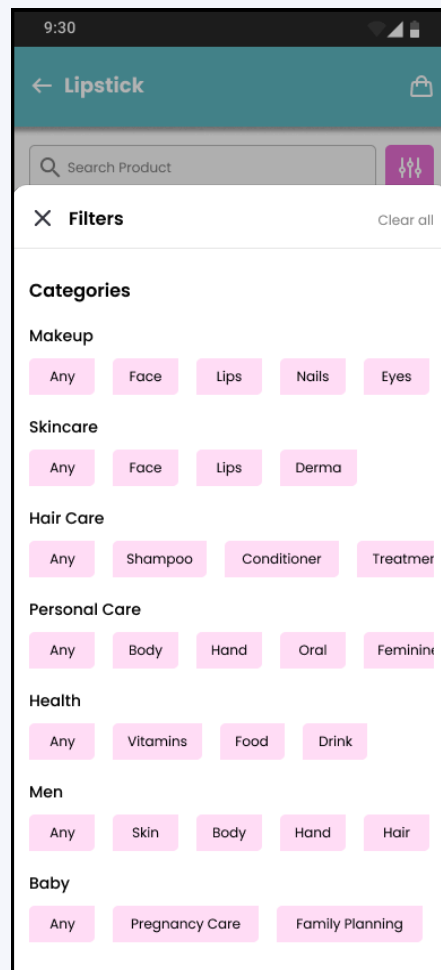 9:30
Lipstick
Search Product
Filters Clear all
Categories
Makeup
Any Face Lips Nails Eyes
Skincare
Any Face Lips Derma
Hair Care
Any Shampoo Conditioner Treatmen
Personal Care
Any Body Hand Oral Feminine
Health
Any Vitamins Food Drink
Men
Any Skin Body Hand Hair
Baby
Any Pregnancy Care Family Planning